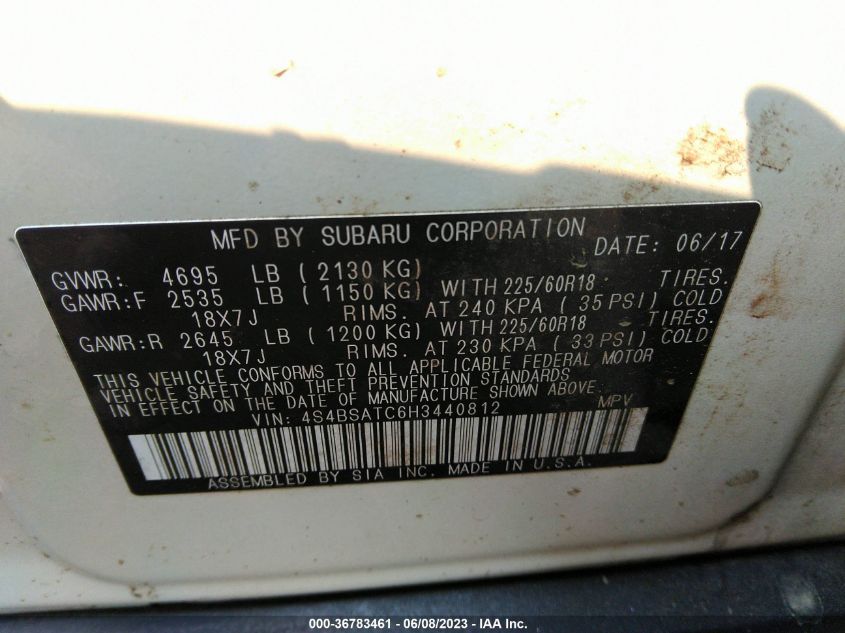 MFD BY SUBARU CORPORATION DATE: 06/17
GVWR: 4695 LB ( 2130 KG)
GAWR:F 2535 LB ( 1150 KG) WITH 225/60R18 TIRES.
18X7J RIMS. AT 240 KPA ( 35 PSI) COLD
GAWR:R 2645 LB ( 1200 KG) WITH 225/60R18 TIRES.
18X7J RIMS. AT 230 KPA ( 33 PSI) COLD
THIS VEHICLE CONFORMS TO ALL APPLICABLE FEDERAL MOTOR
VEHICLE SAFETY AND THEFT PREVENTION STANDARDS
IN EFFECT ON THE DATE OF MANUFACTURE SHOWN ABOVE.
VIN: 4S4BSATC6H3440812 MPV
ASSEMBLED BY SIA INC. MADE IN U.S.A.
000-36783461 - 06/08/2023 - IAA Inc.